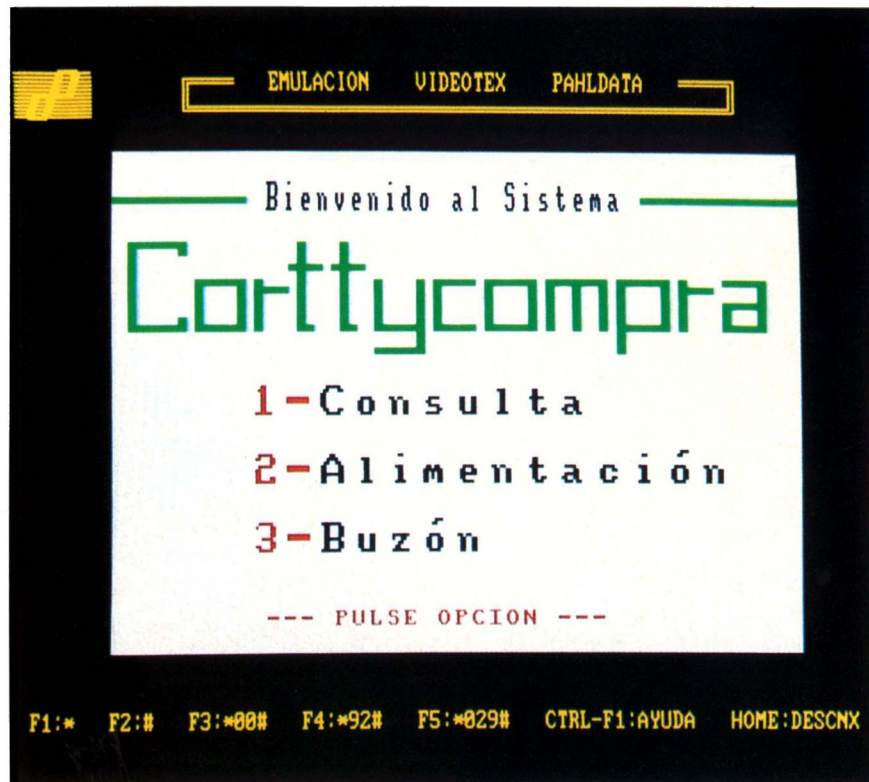 EMULACION VIDEOTEX PAHLDATA
Bienvenido al Sistema
Corttycompra
1-Consulta
2-Alimentación
3-Buzón
--- PULSE OPCION ---
F1:* F2:# F3:*00# F4:*92# F5:*029# CTRL-F1:AYUDA HOME:DESCNX